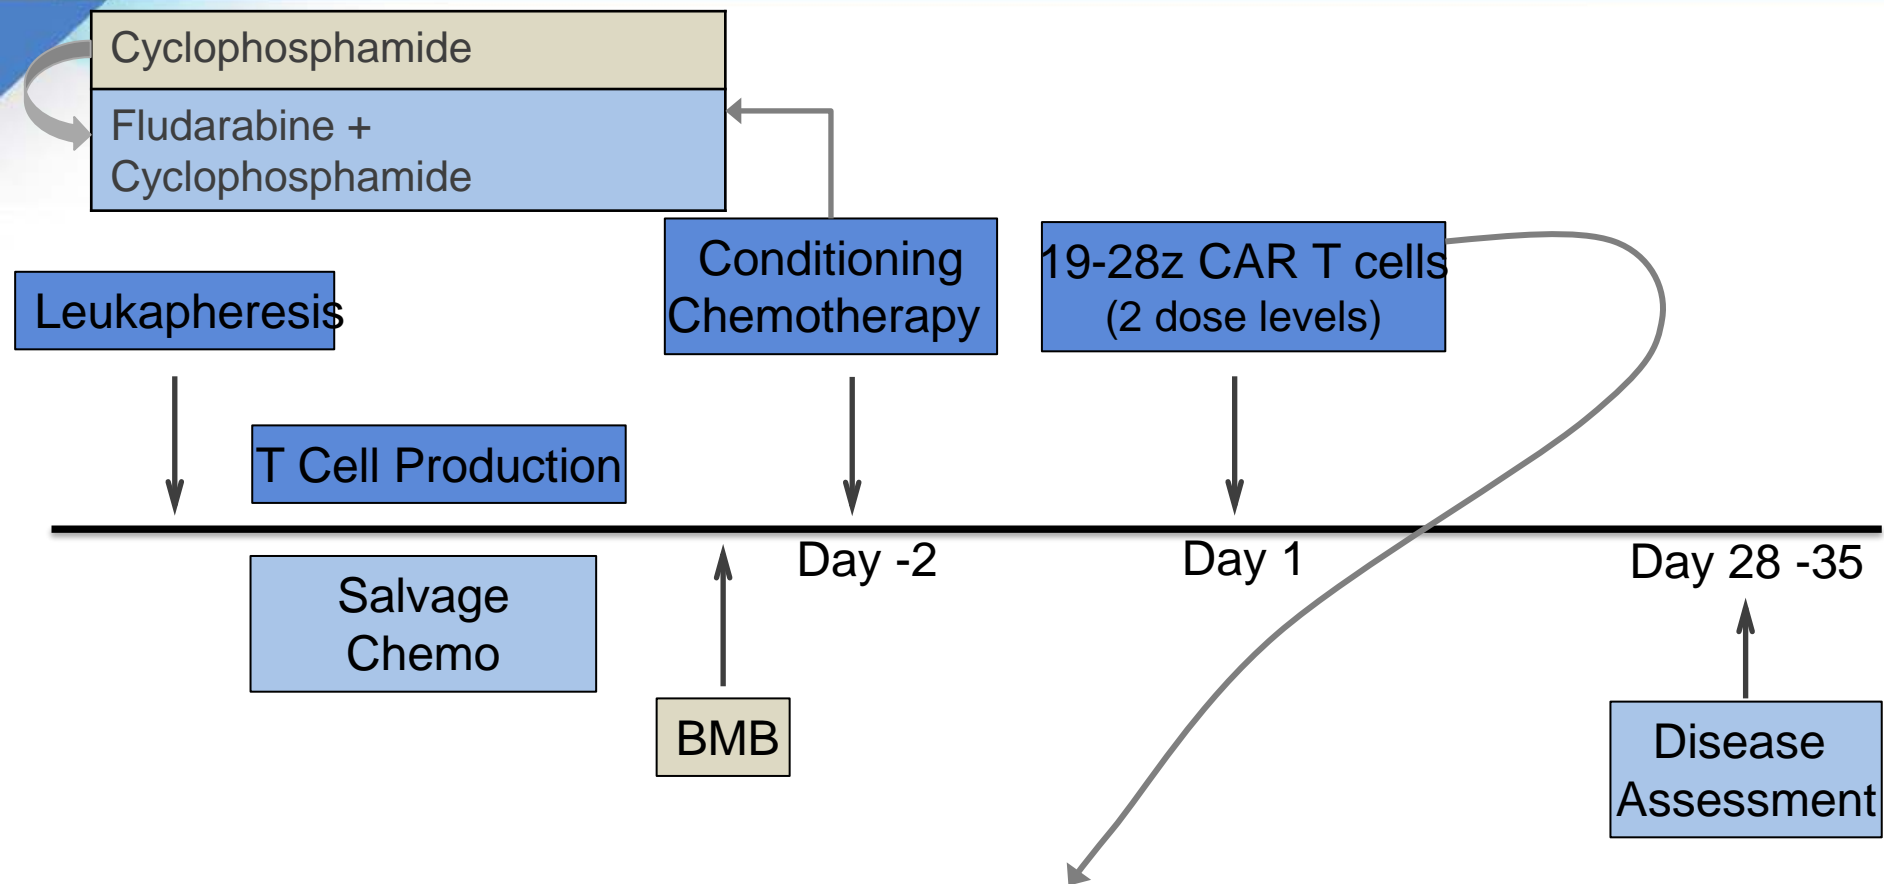 Cyclophosphamide
Fludarabine +
Cyclophosphamide
Conditioning
Chemotherapy
19-28z CAR T cells
(2 dose levels)
Leukapheresis
T Cell Production
Day -2
Day 1
Day 28 -35
Salvage
Chemo
BMB
Disease
Assessment